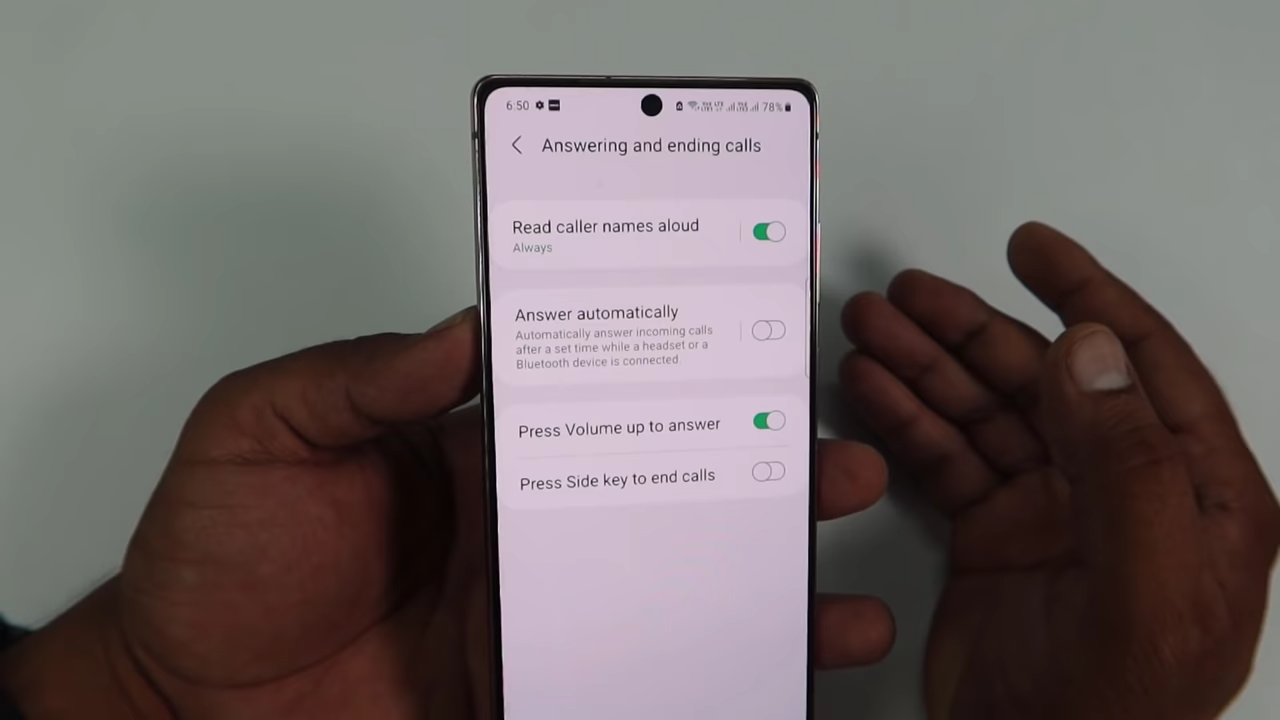 6:50 78%
Answering and ending calls
Read caller names aloud
Always
Answer automatically
Automatically answer incoming calls
after a set time while a headset or a
Bluetooth device is connected.
Press Volume up to answer
Press Side key to end calls